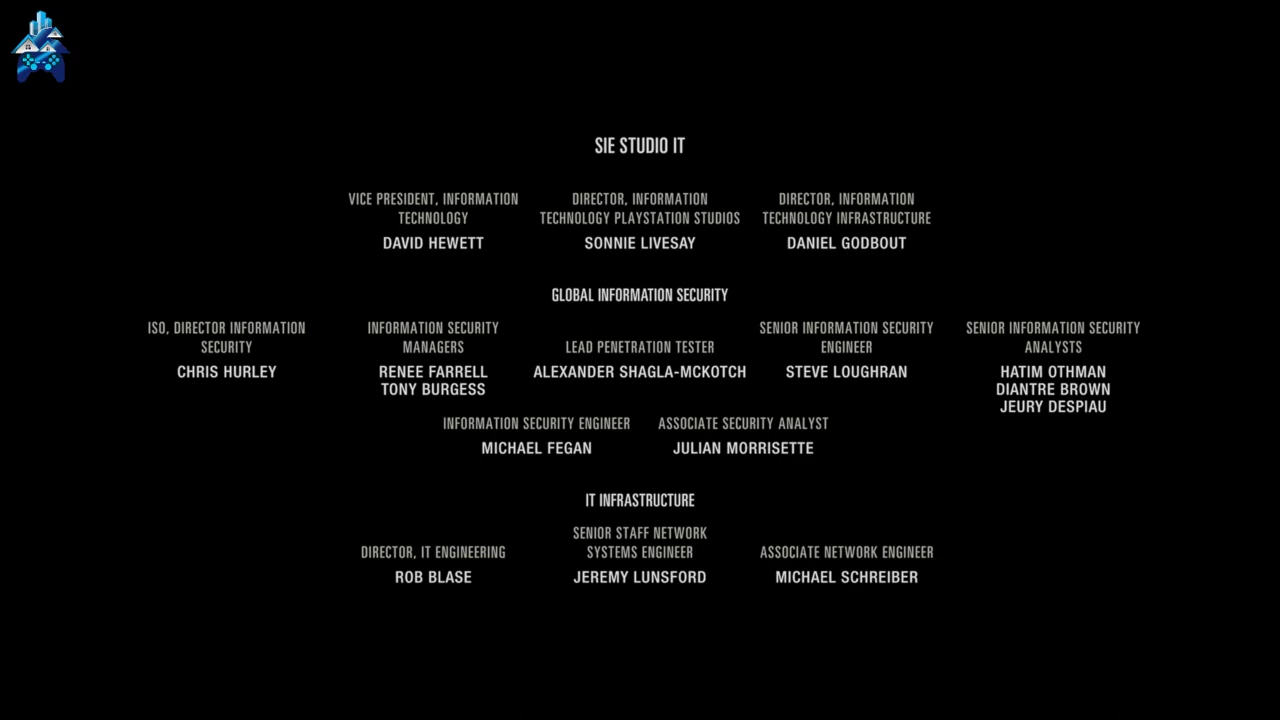 SIE STUDIO IT
VICE PRESIDENT, INFORMATION
TECHNOLOGY
DAVID HEWETT
DIRECTOR, INFORMATION
TECHNOLOGY PLAYSTATION STUDIOS
SONNIE LIVESAY
DIRECTOR, INFORMATION
TECHNOLOGY INFRASTRUCTURE
DANIEL GODBOUT
GLOBAL INFORMATION SECURITY
ISO, DIRECTOR INFORMATION
SECURITY
CHRIS HURLEY
INFORMATION SECURITY
MANAGERS
RENEE FARRELL
TONY BURGESS
LEAD PENETRATION TESTER
ALEXANDER SHAGLA-MCKOTCH
SENIOR INFORMATION SECURITY
ENGINEER
STEVE LOUGHRAN
SENIOR INFORMATION SECURITY
ANALYSTS
HATIM OTHMAN
DIANTRE BROWN
JEURY DESPIAU
INFORMATION SECURITY ENGINEER
MICHAEL FEGAN
ASSOCIATE SECURITY ANALYST
JULIAN MORRISETTE
IT INFRASTRUCTURE
DIRECTOR, IT ENGINEERING
ROB BLASE
SENIOR STAFF NETWORK
SYSTEMS ENGINEER
JEREMY LUNSFORD
ASSOCIATE NETWORK ENGINEER
MICHAEL SCHREIBER